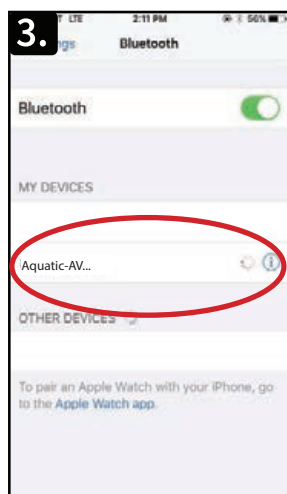 3.
T LTE 2:11 PM 56%
ngs Bluetooth
Bluetooth
MY DEVICES
Aquatic-AV...
OTHER DEVICES
To pair an Apple Watch with your iPhone, go
to the Apple Watch app.